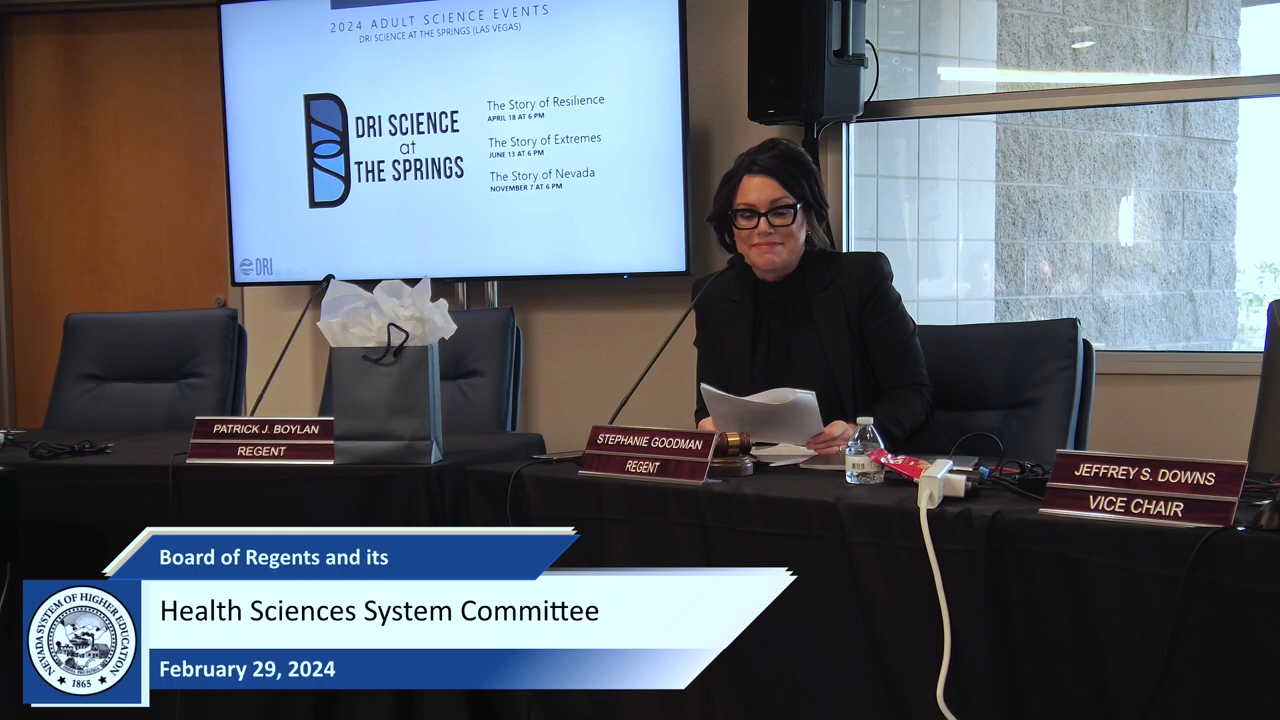 2024 ADULT SCIENCE EVENTS
DRI SCIENCE AT THE SPRINGS (LAS VEGAS)
DRI SCIENCE
at
THE SPRINGS
The Story of Resilience
APRIL 18 AT 6 PM
The Story of Extremes
JUNE 13 AT 6 PM
The Story of Nevada
NOVEMBER 7 AT 6 PM
DRI
PATRICK J. BOYLAN
REGENT
STEPHANIE GOODMAN
REGENT
JEFFREY S. DOWNS
VICE CHAIR
Board of Regents and its
Health Sciences System Committee
February 29, 2024
NEVADA SYSTEM OF HIGHER EDUCATION
1865